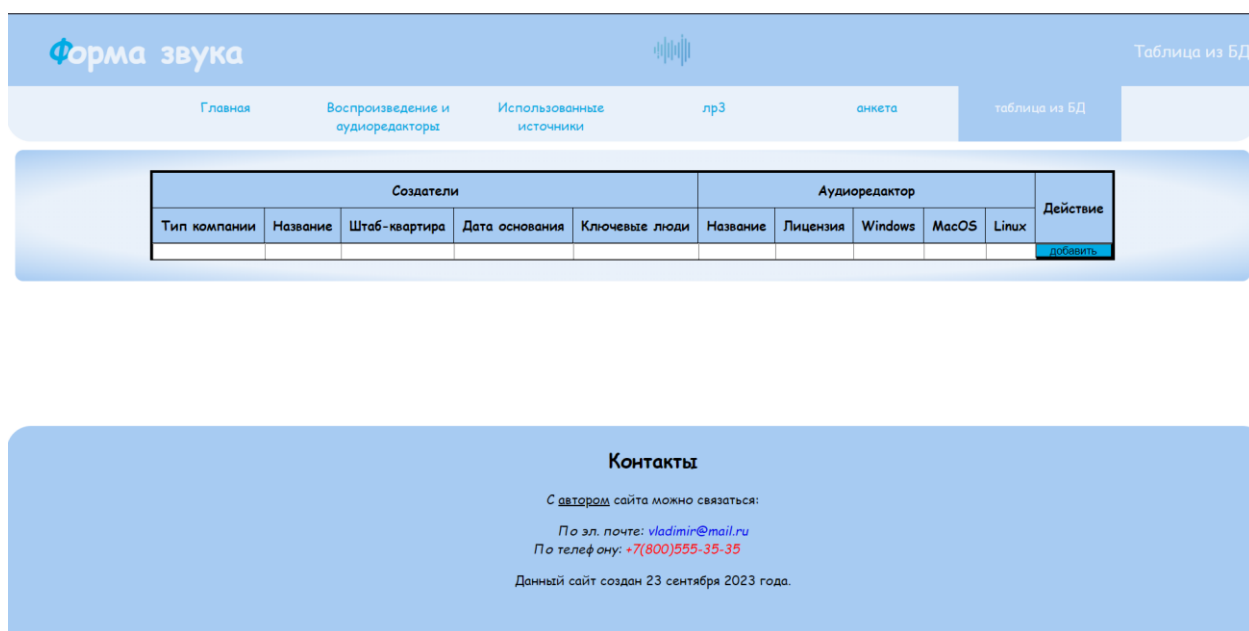 Форма звука
Таблица из БД
Главная
Воспроизведение и
аудиоредакторы
Использованные
источники
лр3
анкета
таблица из БД
Создатели
Аудиоредактор
Действие
Тип компании Название Штаб-квартира Дата основания Ключевые люди Название Лицензия Windows MacOS Linux
добавить
Контакты
С автором сайта можно связаться:
По эл. почте: vladimir@mail.ru
По телефону: +7(800)555-35-35
Данный сайт создан 23 сентября 2023 года.